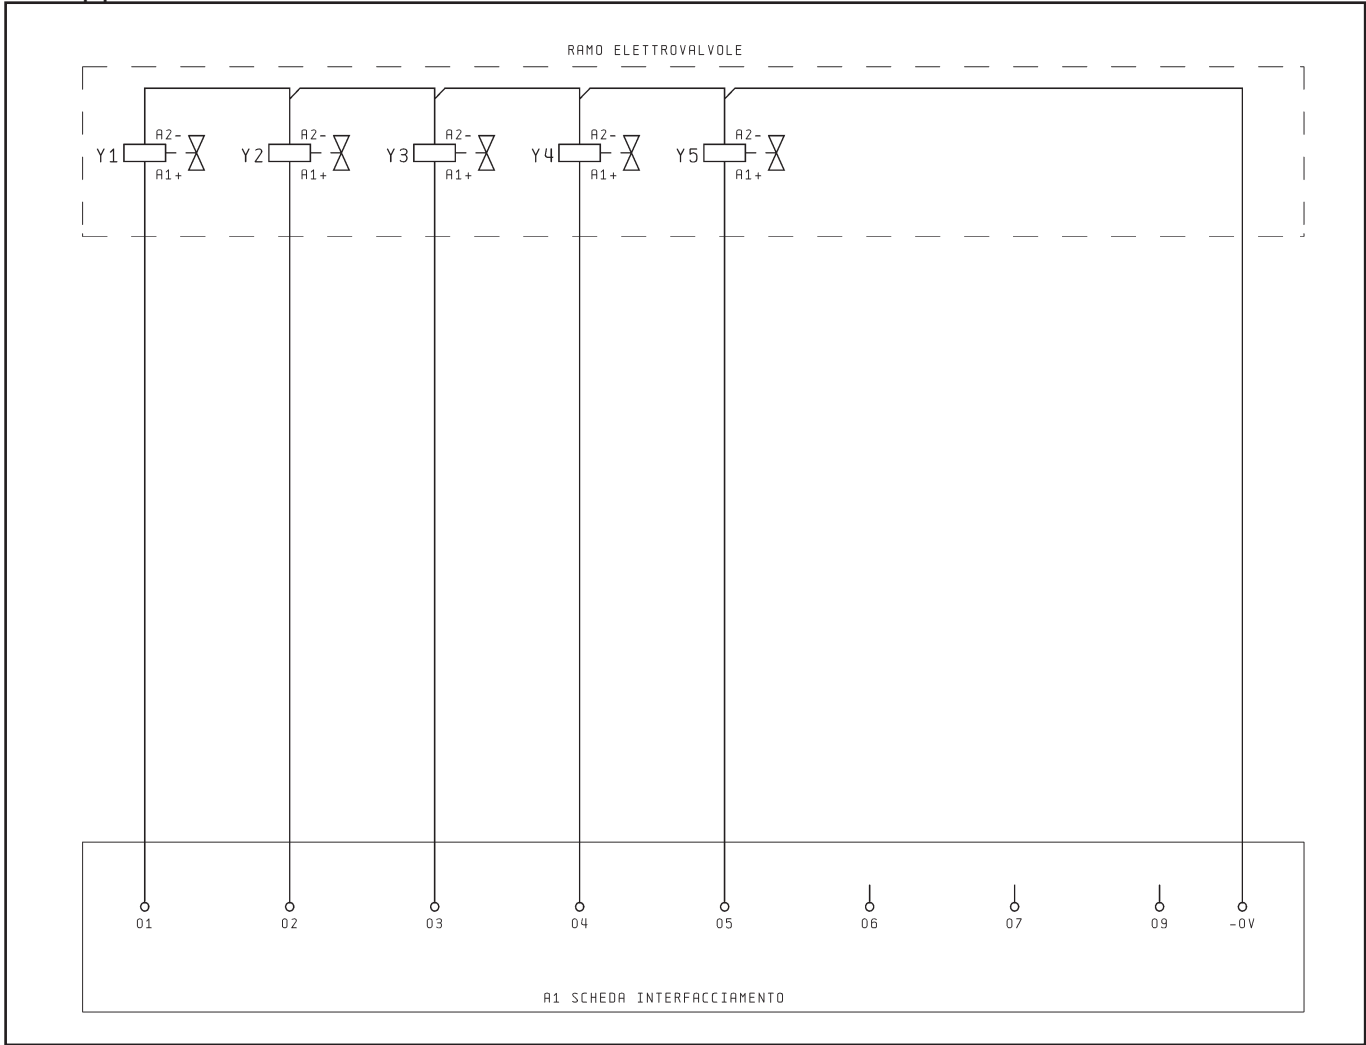 RAMO ELETTROVALVOLE
A2- A2- A2- A2- A2-
Y1 Y2 Y3 Y4 Y5
A1+ A1+ A1+ A1+ A1+
01 02 03 04 05 06 07 09 -0V
A1 SCHEDA INTERFACCIAMENTO